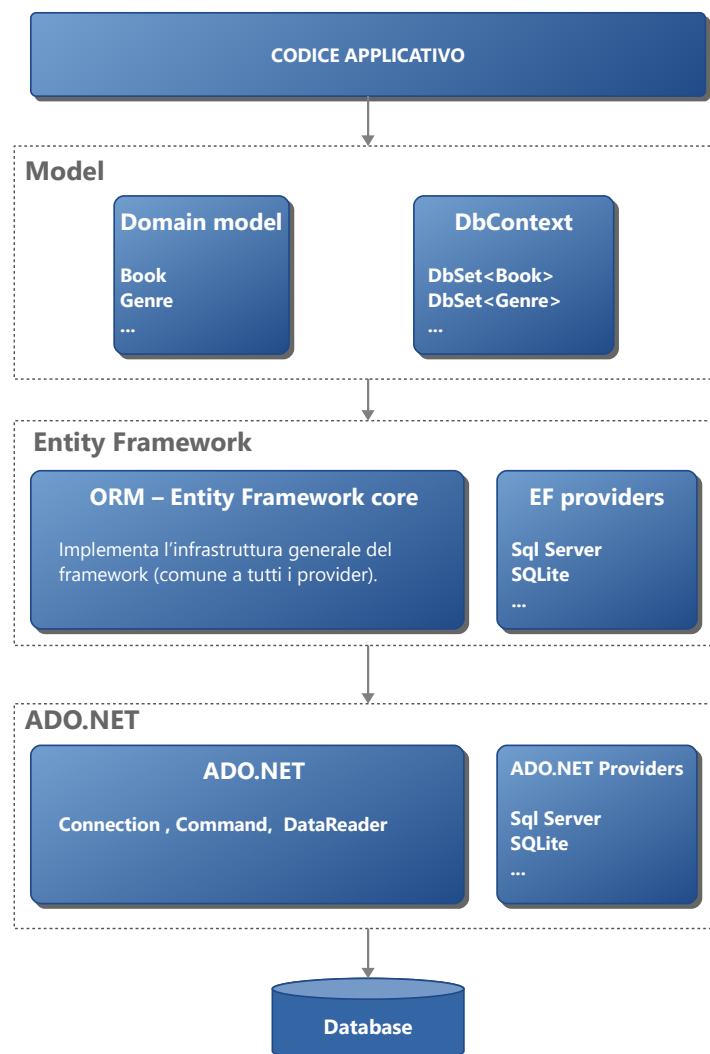 CODICE APPLICATIVO
Model
Domain model
Book
Genre
...
DbContext
DbSet<Book>
DbSet<Genre>
...
Entity Framework
ORM – Entity Framework core
Implementa l’infrastruttura generale del
framework (comune a tutti i provider).
EF providers
Sql Server
SQLite
...
ADO.NET
ADO.NET
Connection , Command,  DataReader
ADO.NET Providers
Sql Server
SQLite
...
Database